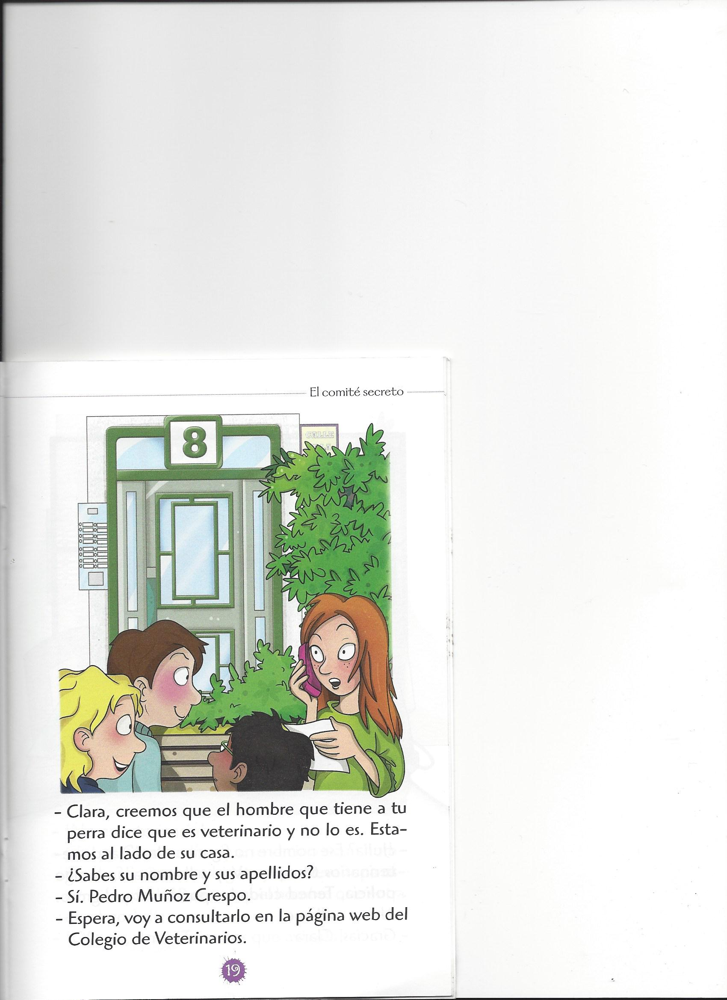 El comité secreto
8
CALLE
– Clara, creemos que el hombre que tiene a tu
perra dice que es veterinario y no lo es. Esta-
mos al lado de su casa.
– ¿Sabes su nombre y sus apellidos?
– Sí. Pedro Muñoz Crespo.
– Espera, voy a consultarlo en la página web del
Colegio de Veterinarios.
19